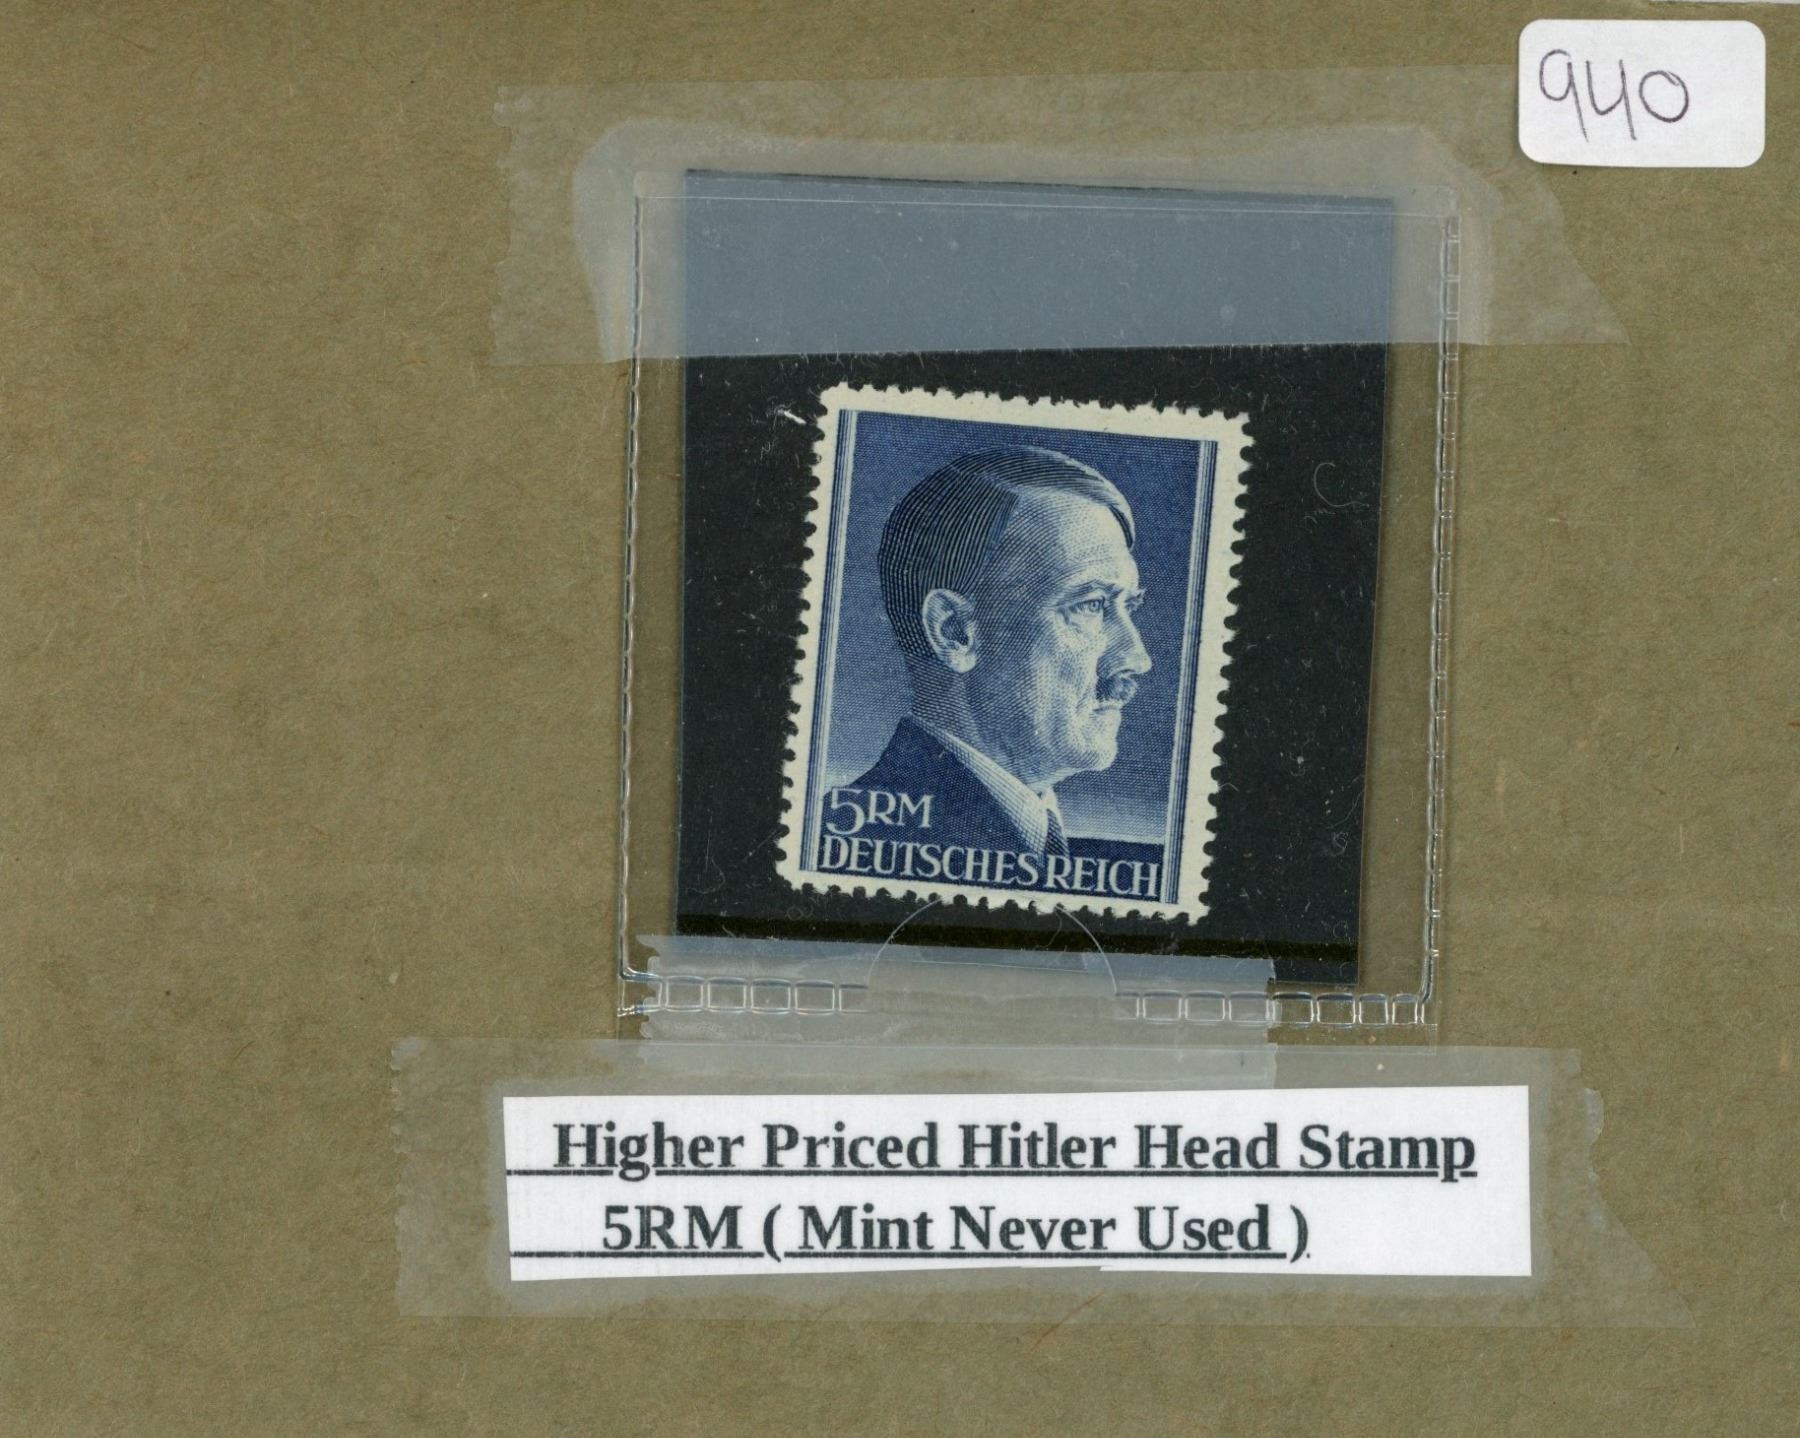 940
5RM
DEUTSCHES REICH
Higher Priced Hitler Head Stamp
5RM ( Mint Never Used )